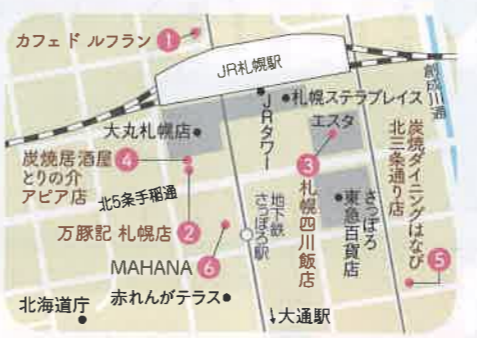 カフェ ド ルフラン 1
JR札幌駅
創成川通
札幌ステラプレイス
JRタワー
エスタ
大丸札幌店
炭焼居酒屋
とりの介
アピア店
4
3
札幌四川飯店
炭焼ダイニングはなび
北三条通り店
5
北5条手稲通
地下鉄
さっぽろ駅
さっぽろ
東急百貨店
万豚記 札幌店 2
MAHANA 6
北海道庁
赤れんがテラス
↓大通駅